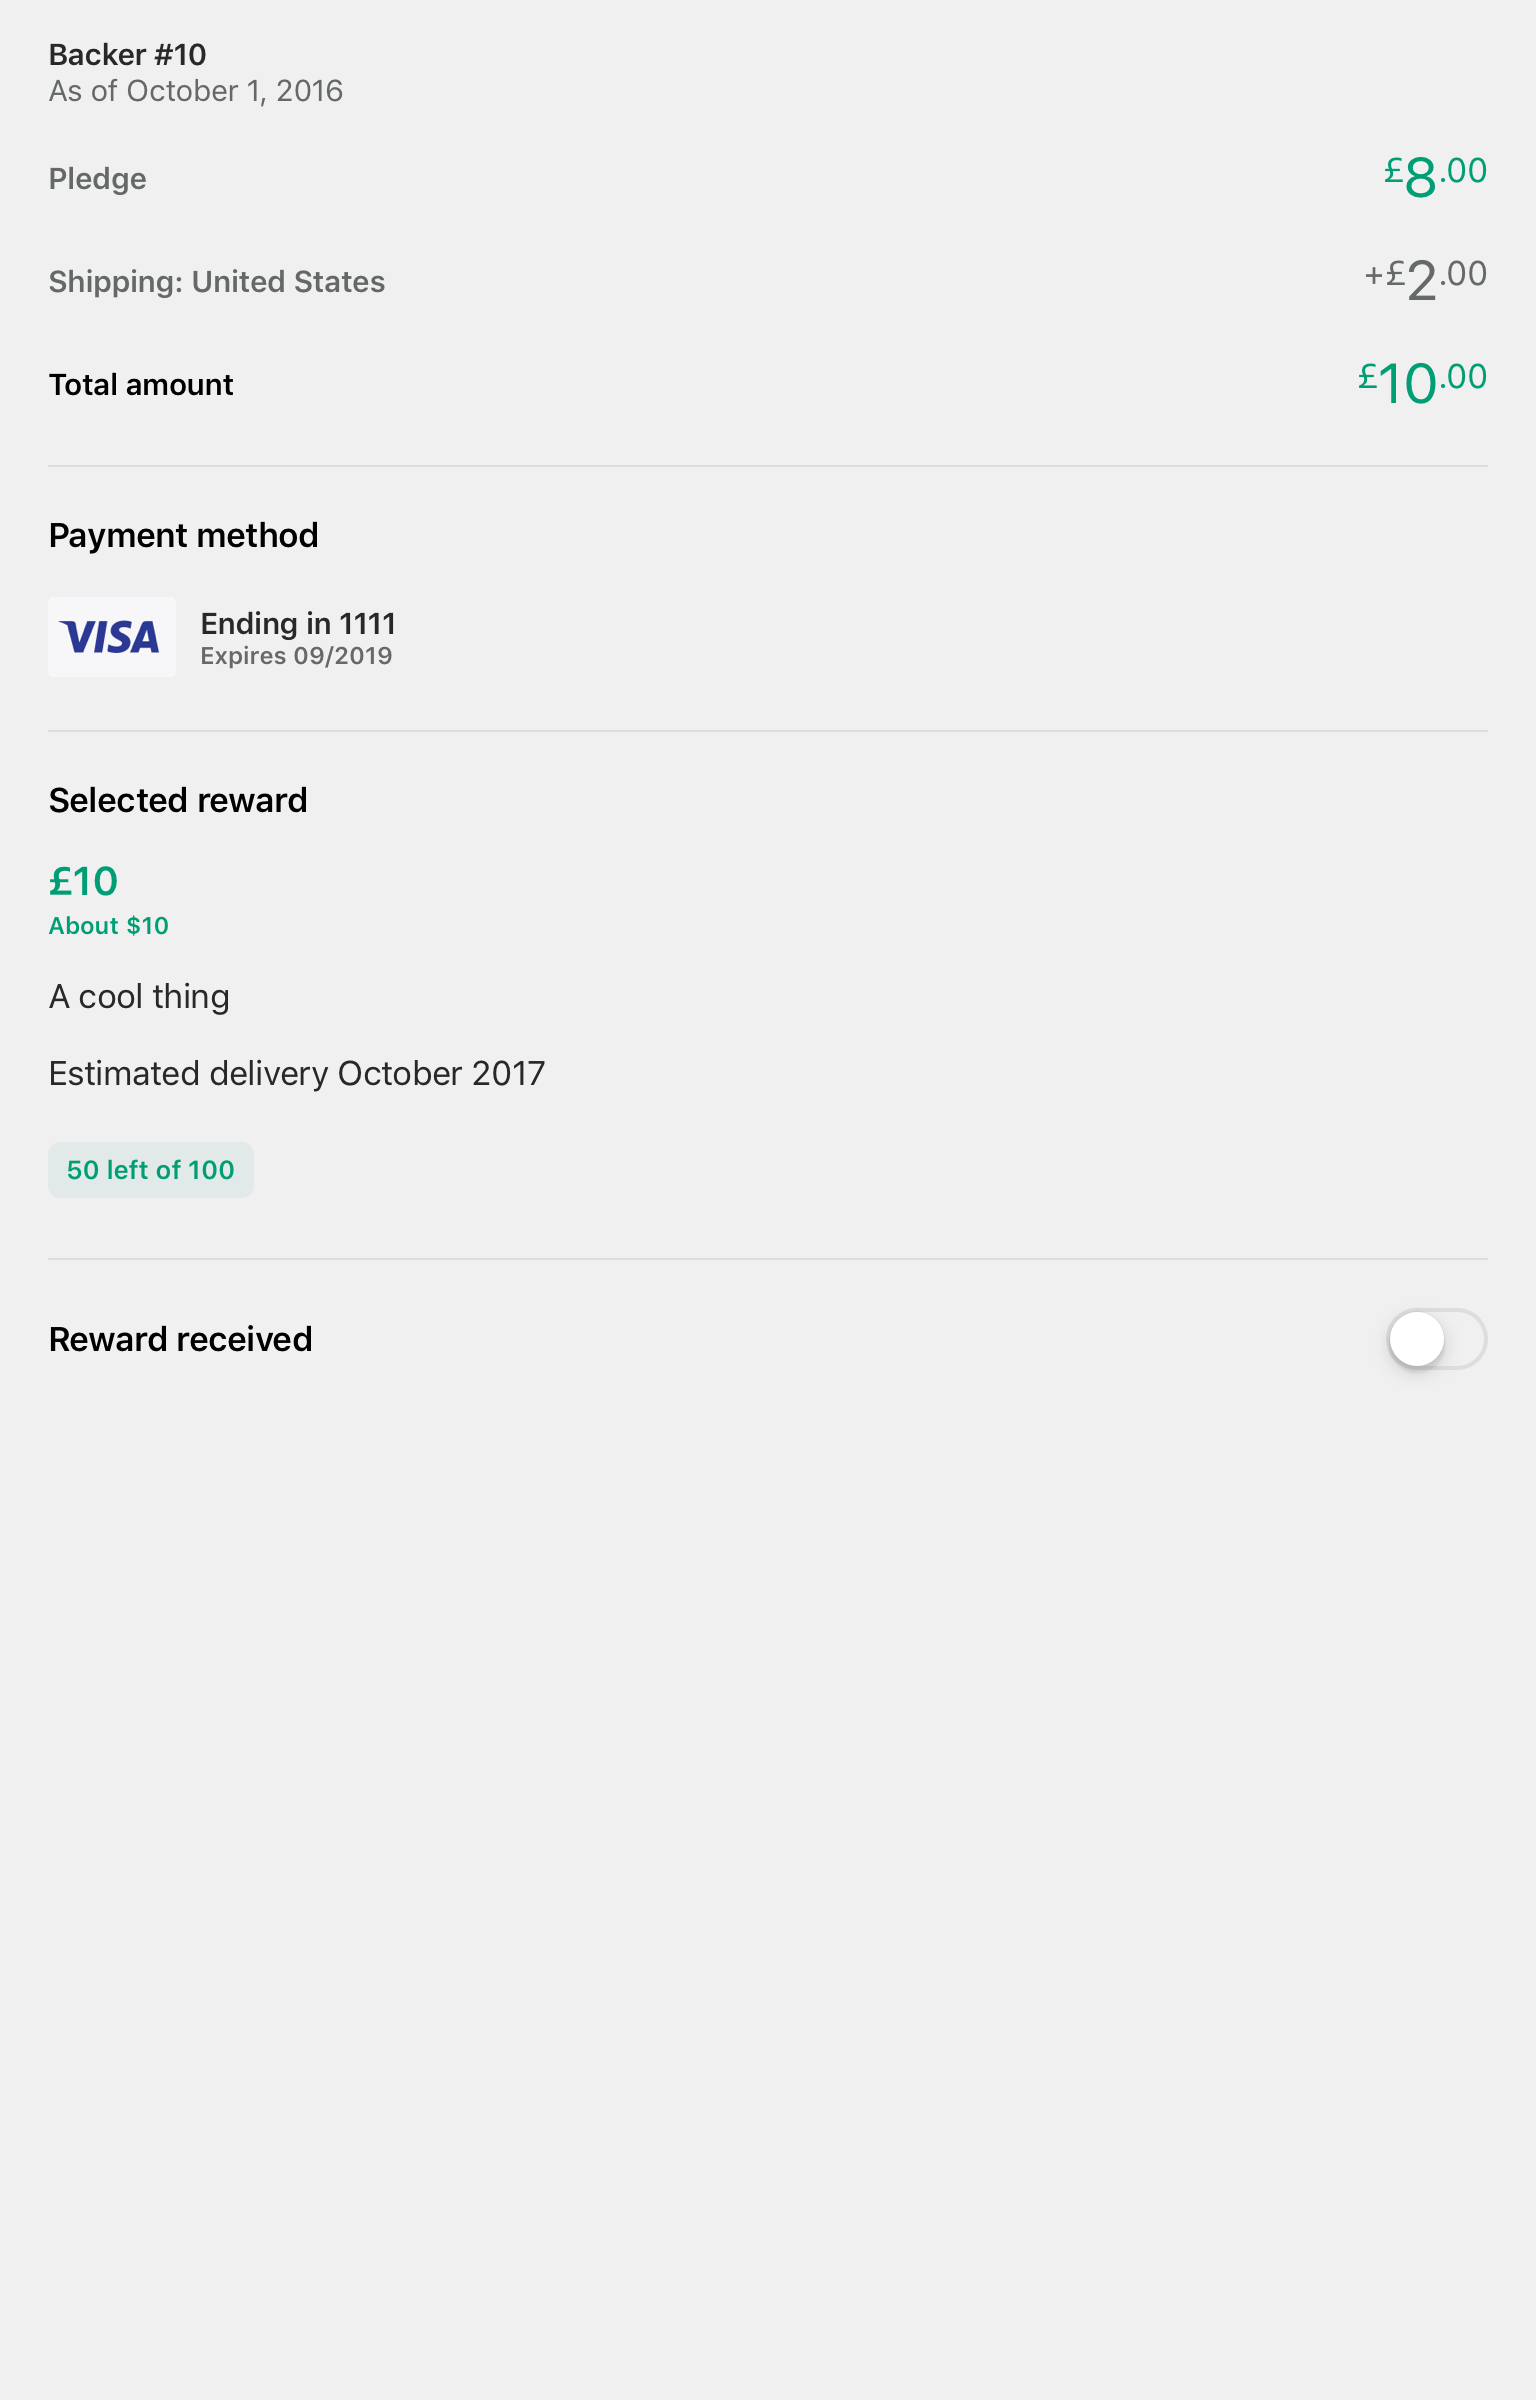 Backer #10
As of October 1, 2016
Pledge £8.00
Shipping: United States +£2.00
Total amount £10.00
Payment method
VISA
Ending in 1111
Expires 09/2019
Selected reward
£10
About $10
A cool thing
Estimated delivery October 2017
50 left of 100
Reward received